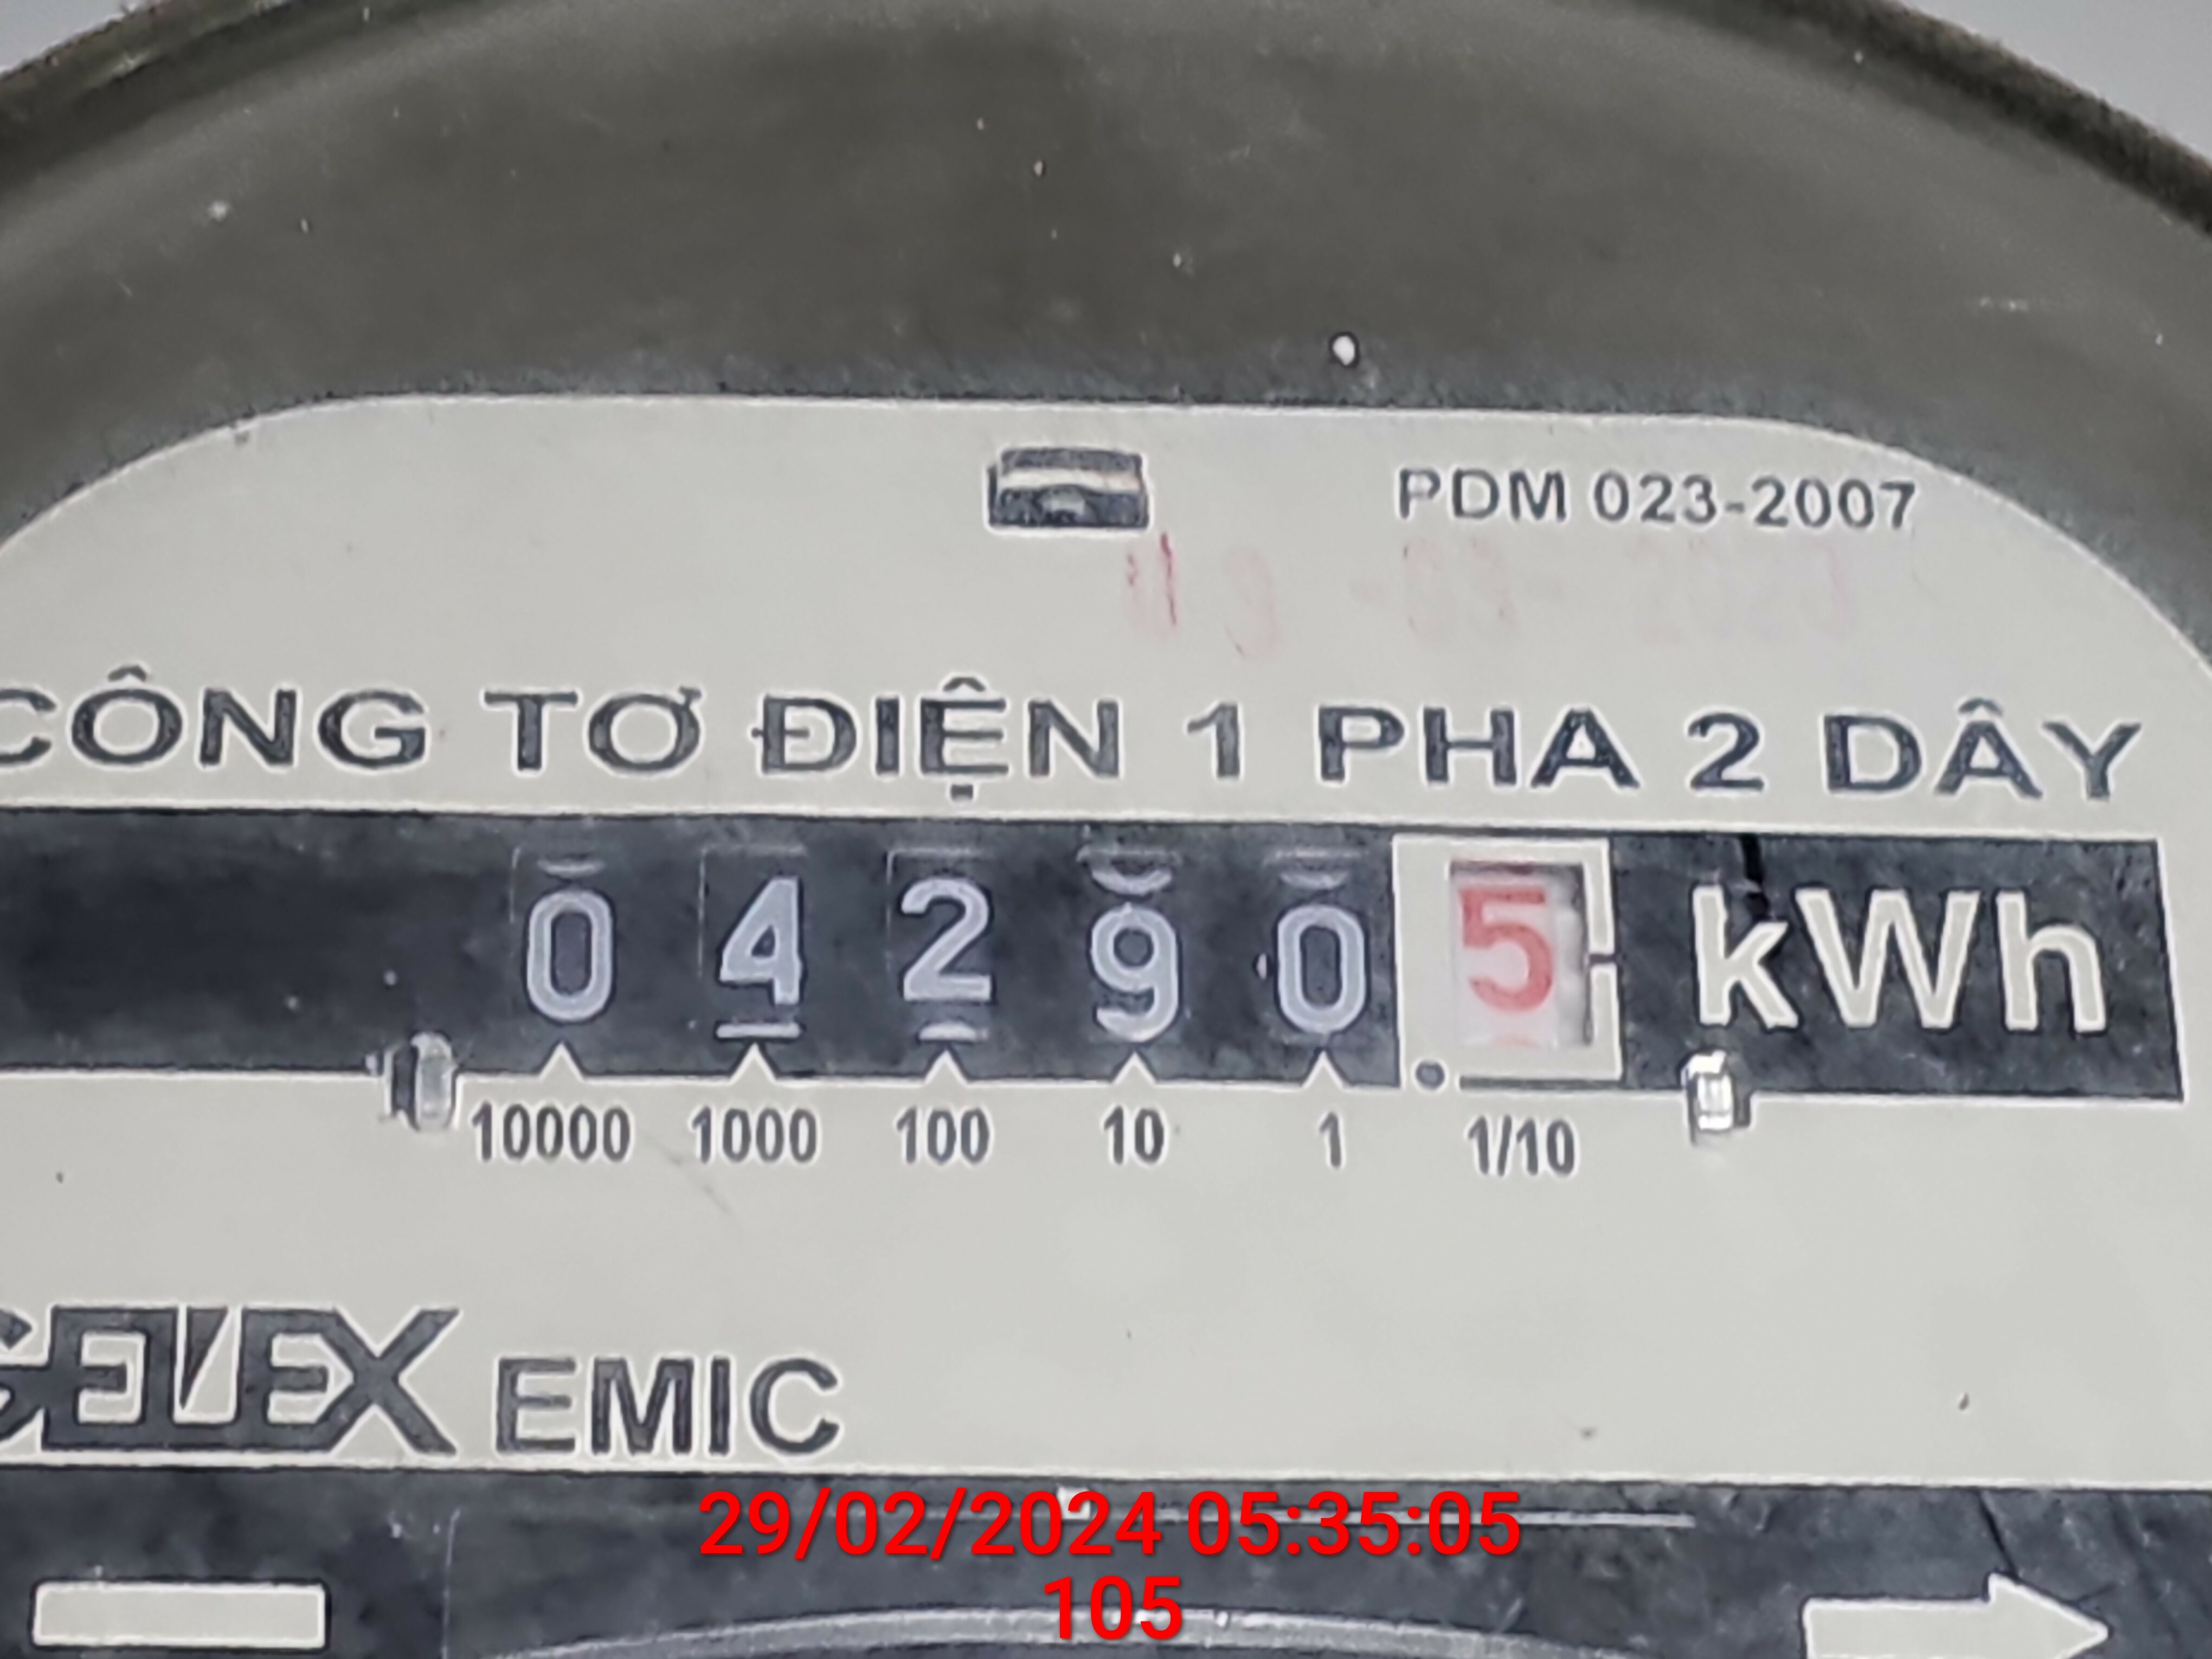 PDM 023-2007
CÔNG TƠ ĐIỆN 1 PHA 2 DÂY
0 4 2 9 0 5 kWh
10000 1000 100 10 1 . 1/10
GELEX EMIC
29/02/2024 05:35:05
105